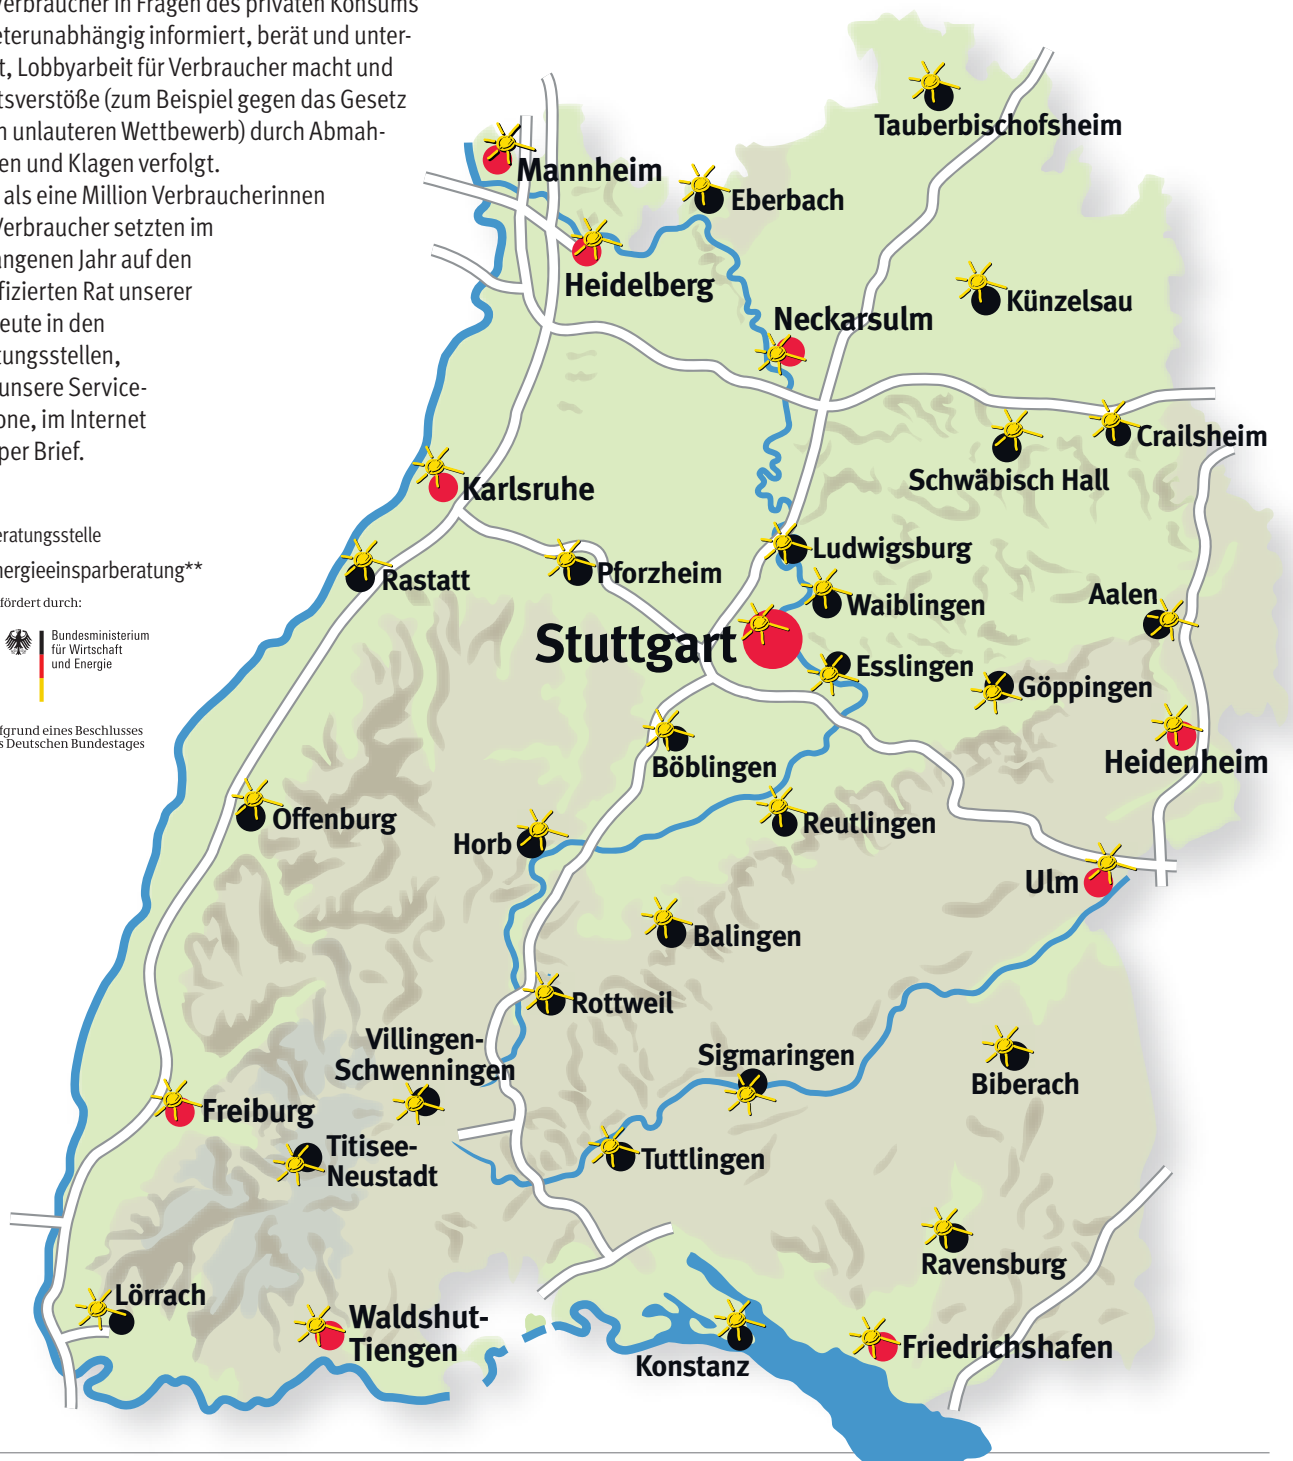 erbraucher in Fragen des privaten Konsums
eterunabhängig informiert, berät und unter-
t, Lobbyarbeit für Verbraucher macht und
tsverstöße (zum Beispiel gegen das Gesetz
n unlauteren Wettbewerb) durch Abmah-
en und Klagen verfolgt.
als eine Million Verbraucherinnen
Verbraucher setzten im
angenen Jahr auf den
fizierten Rat unserer
eute in den
tungsstellen,
unsere Service-
one, im Internet
per Brief.
eratungsstelle
nergieeinsparberatung**
fördert durch:
Bundesministerium
für Wirtschaft
und Energie
fgrund eines Beschlusses
s Deutschen Bundestages
Tauberbischofsheim
Mannheim
Eberbach
Heidelberg
Künzelsau
Neckarsulm
Crailsheim
Schwäbisch Hall
Karlsruhe
Ludwigsburg
Rastatt
Pforzheim
Waiblingen
Aalen
Stuttgart
Esslingen
Göppingen
Heidenheim
Böblingen
Offenburg
Reutlingen
Horb
Ulm
Balingen
Rottweil
Villingen-
Schwenningen
Sigmaringen
Biberach
Freiburg
Titisee-
Neustadt
Tuttlingen
Ravensburg
Lörrach
Waldshut-
Tiengen
Konstanz
Friedrichshafen